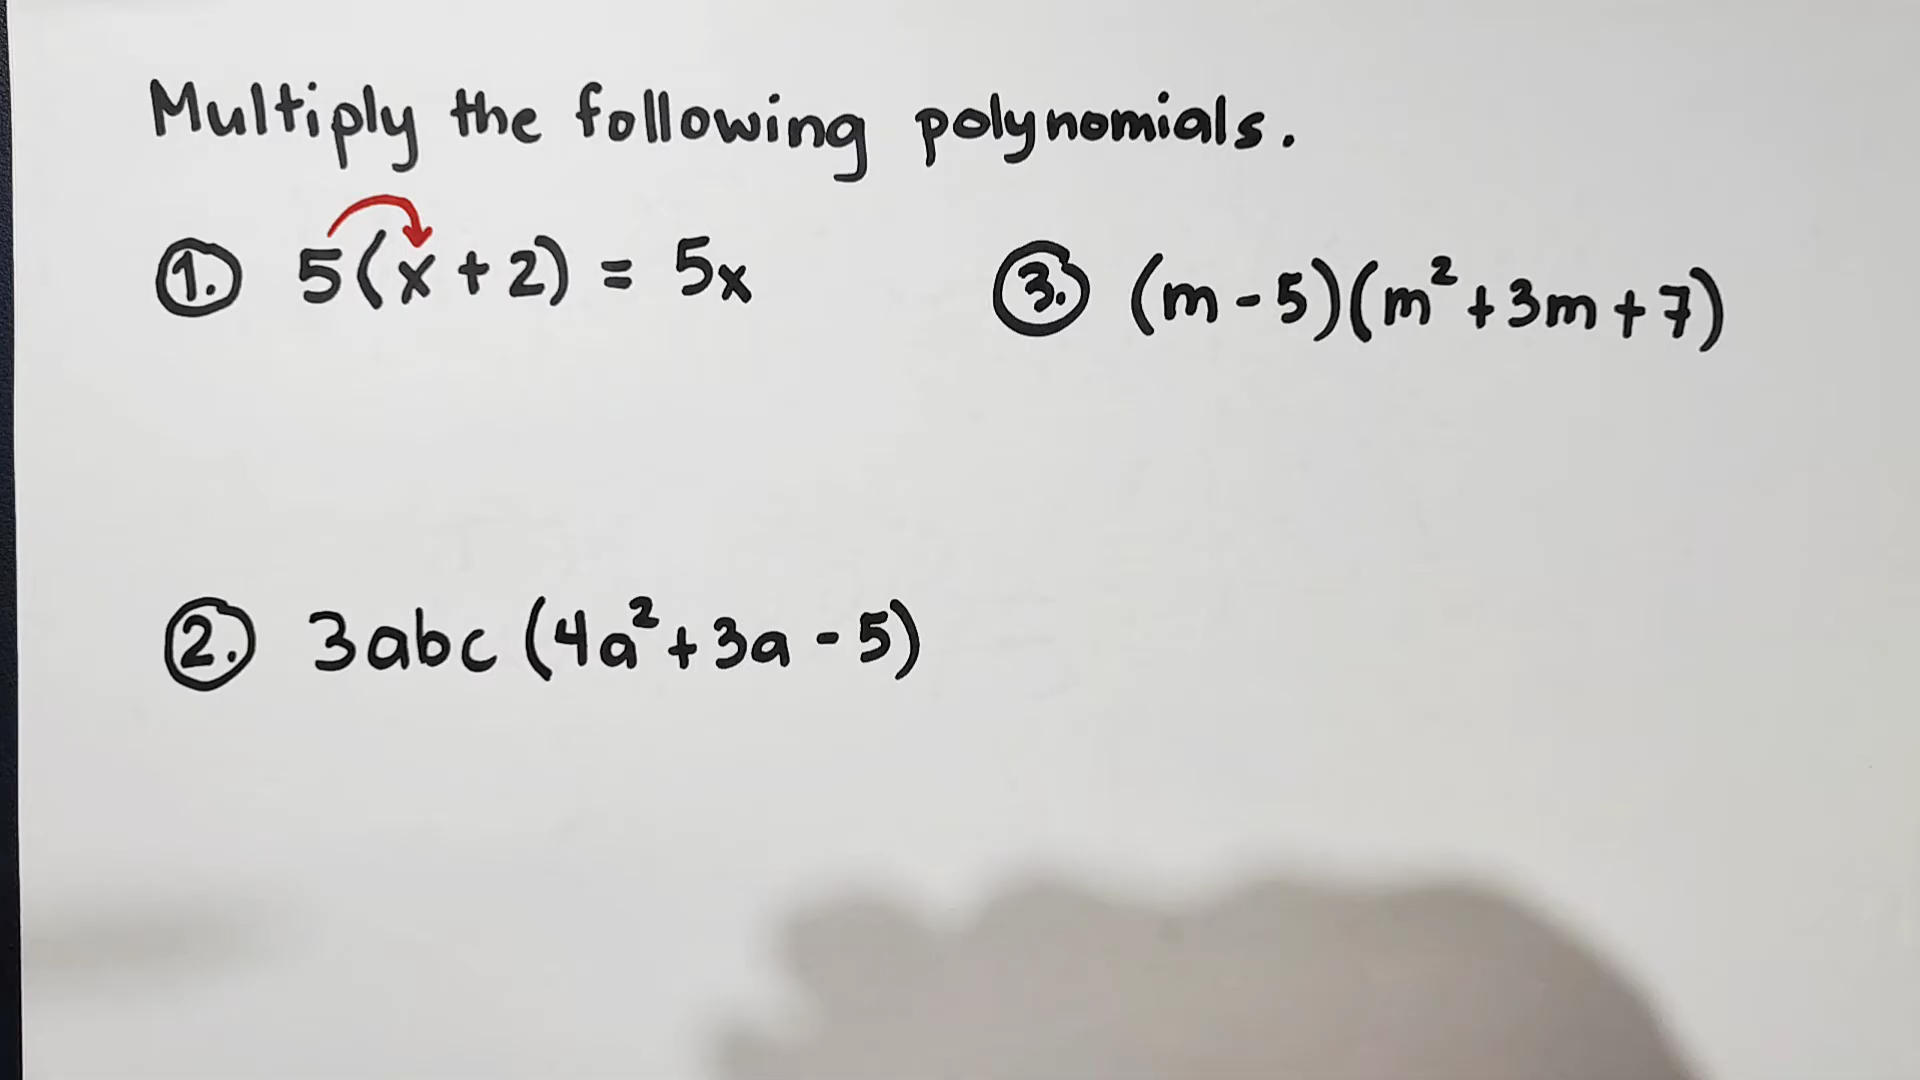 Multiply the following polynomials.
1. 5(x + 2) = 5x
2. 3abc (4a² + 3a - 5)
3. (m - 5)(m² + 3m + 7)